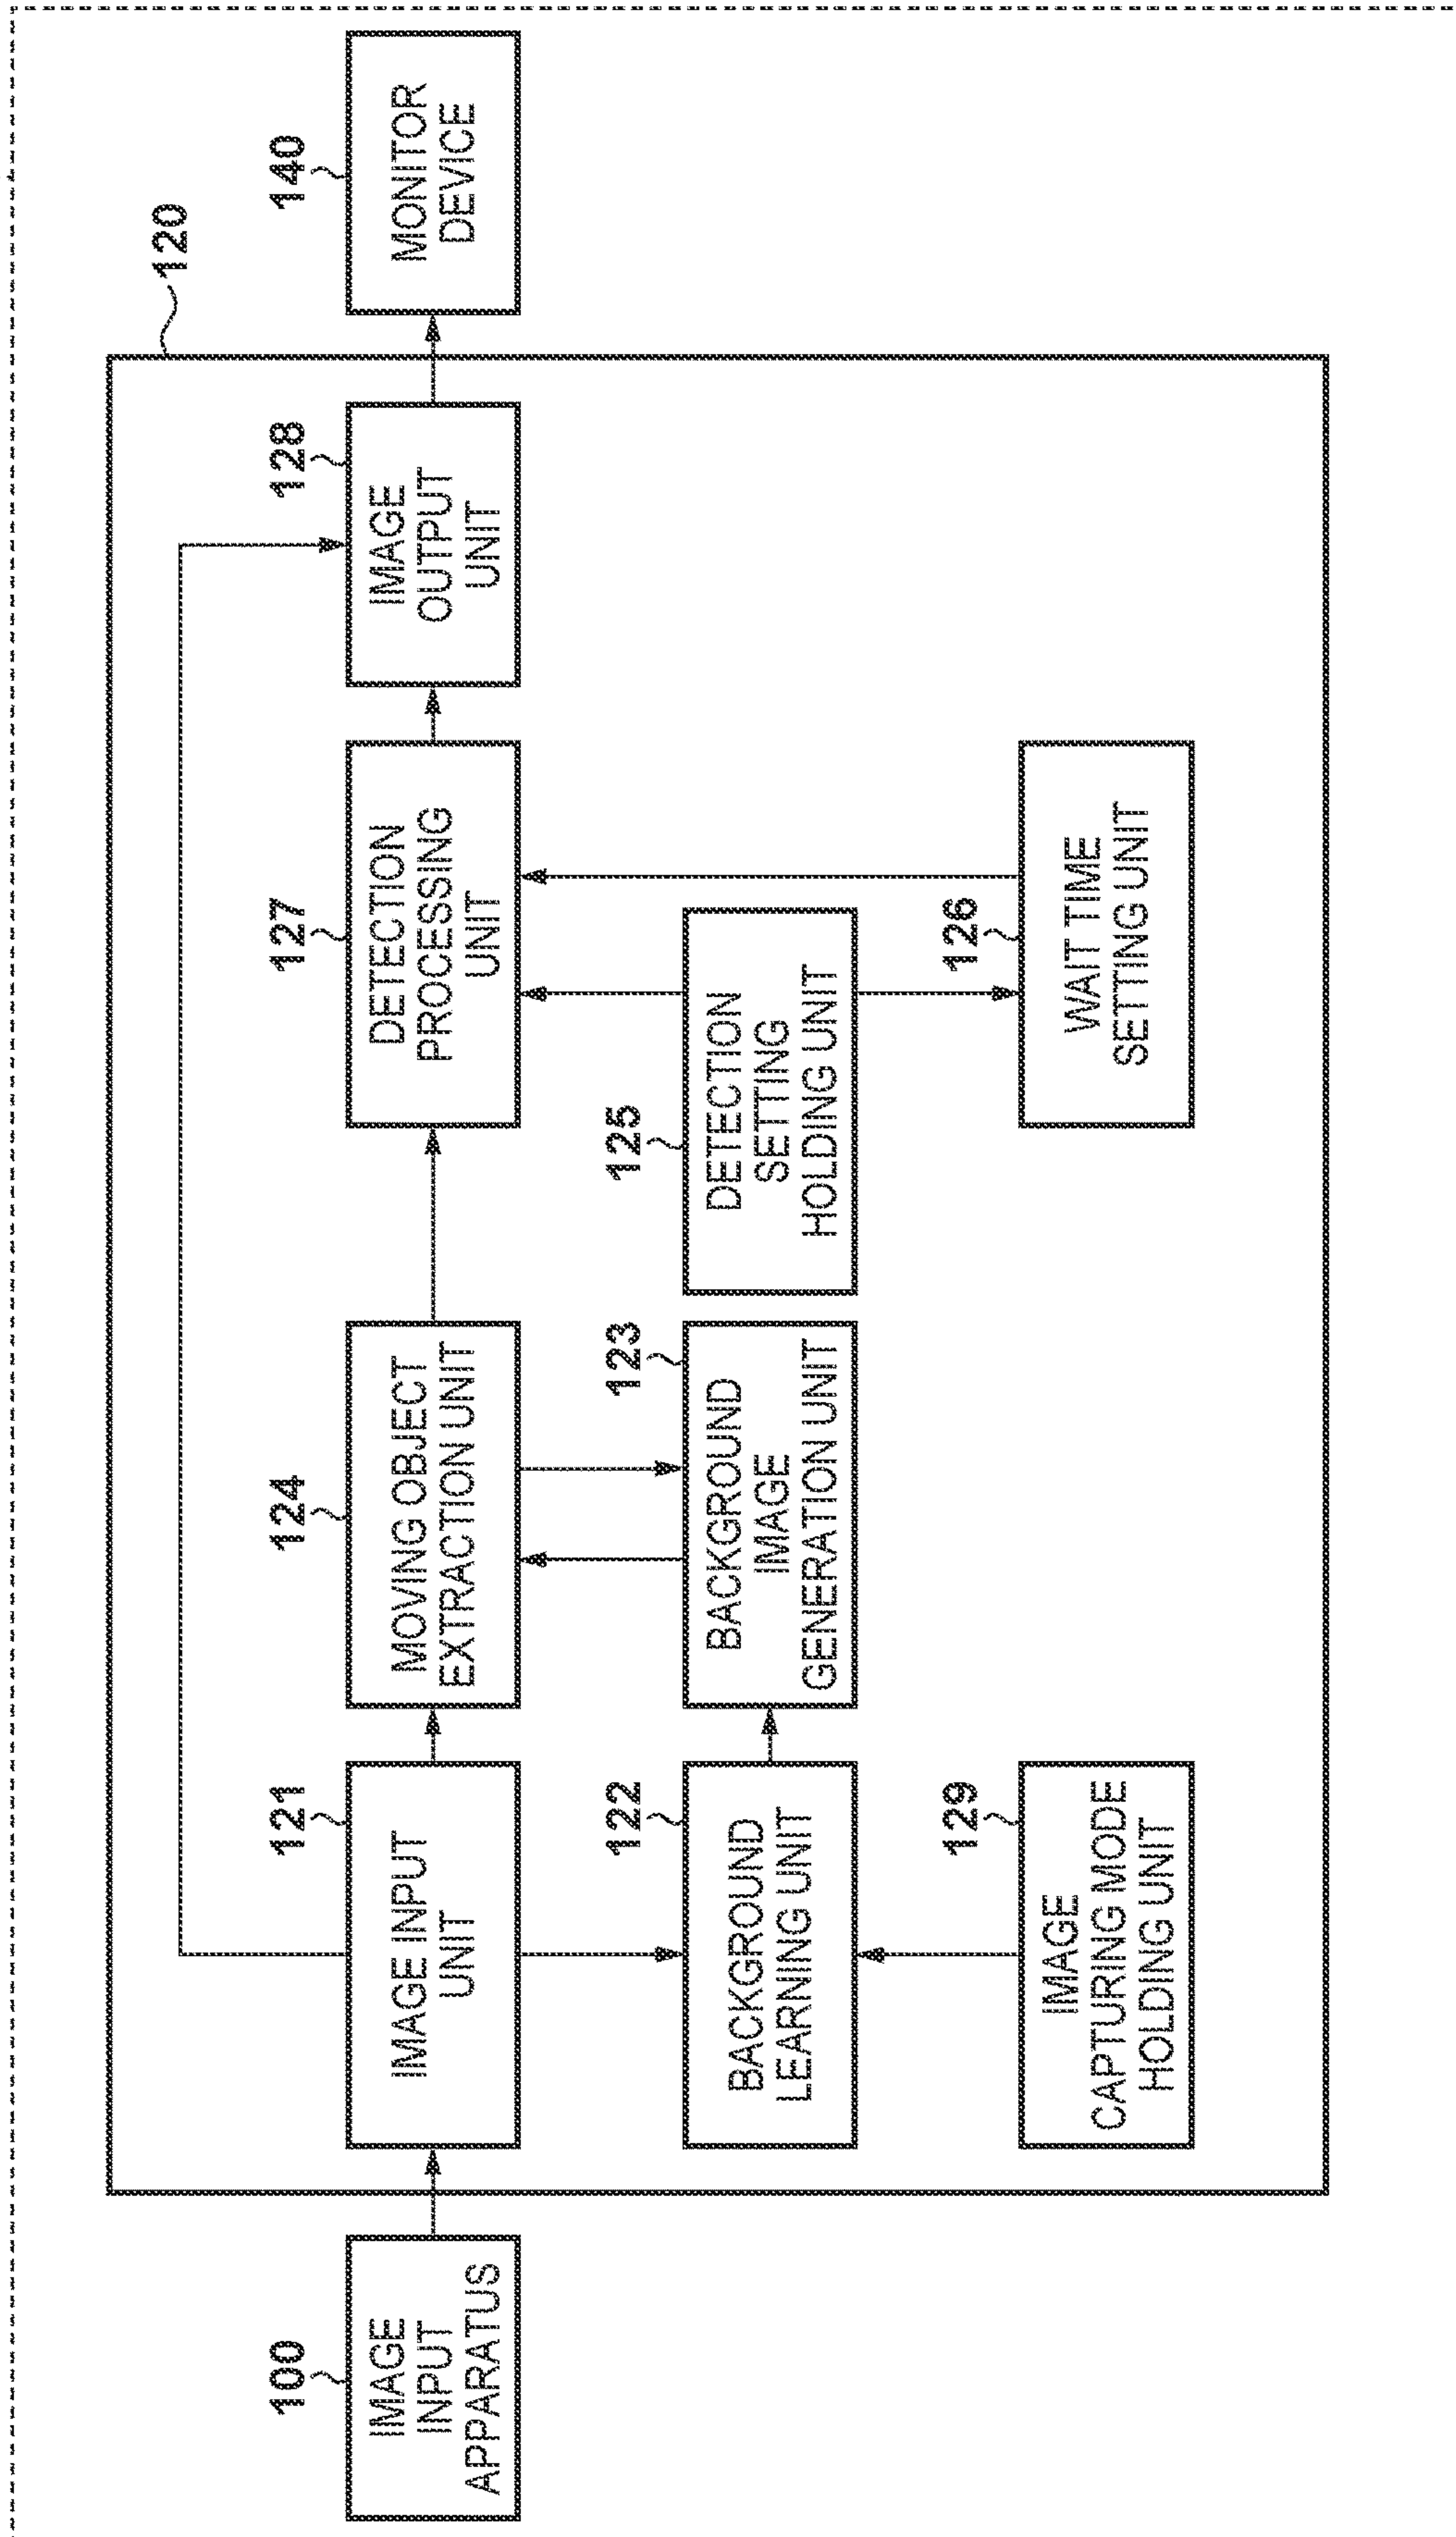 120
100
IMAGE
INPUT
APPARATUS
121
IMAGE INPUT
UNIT
124
MOVING OBJECT
EXTRACTION UNIT
127
DETECTION
PROCESSING
UNIT
128
IMAGE
OUTPUT
UNIT
140
MONITOR
DEVICE
122
BACKGROUND
LEARNING UNIT
123
BACKGROUND
IMAGE
GENERATION UNIT
125
DETECTION
SETTING
HOLDING UNIT
129
IMAGE
CAPTURING MODE
HOLDING UNIT
126
WAIT TIME
SETTING UNIT